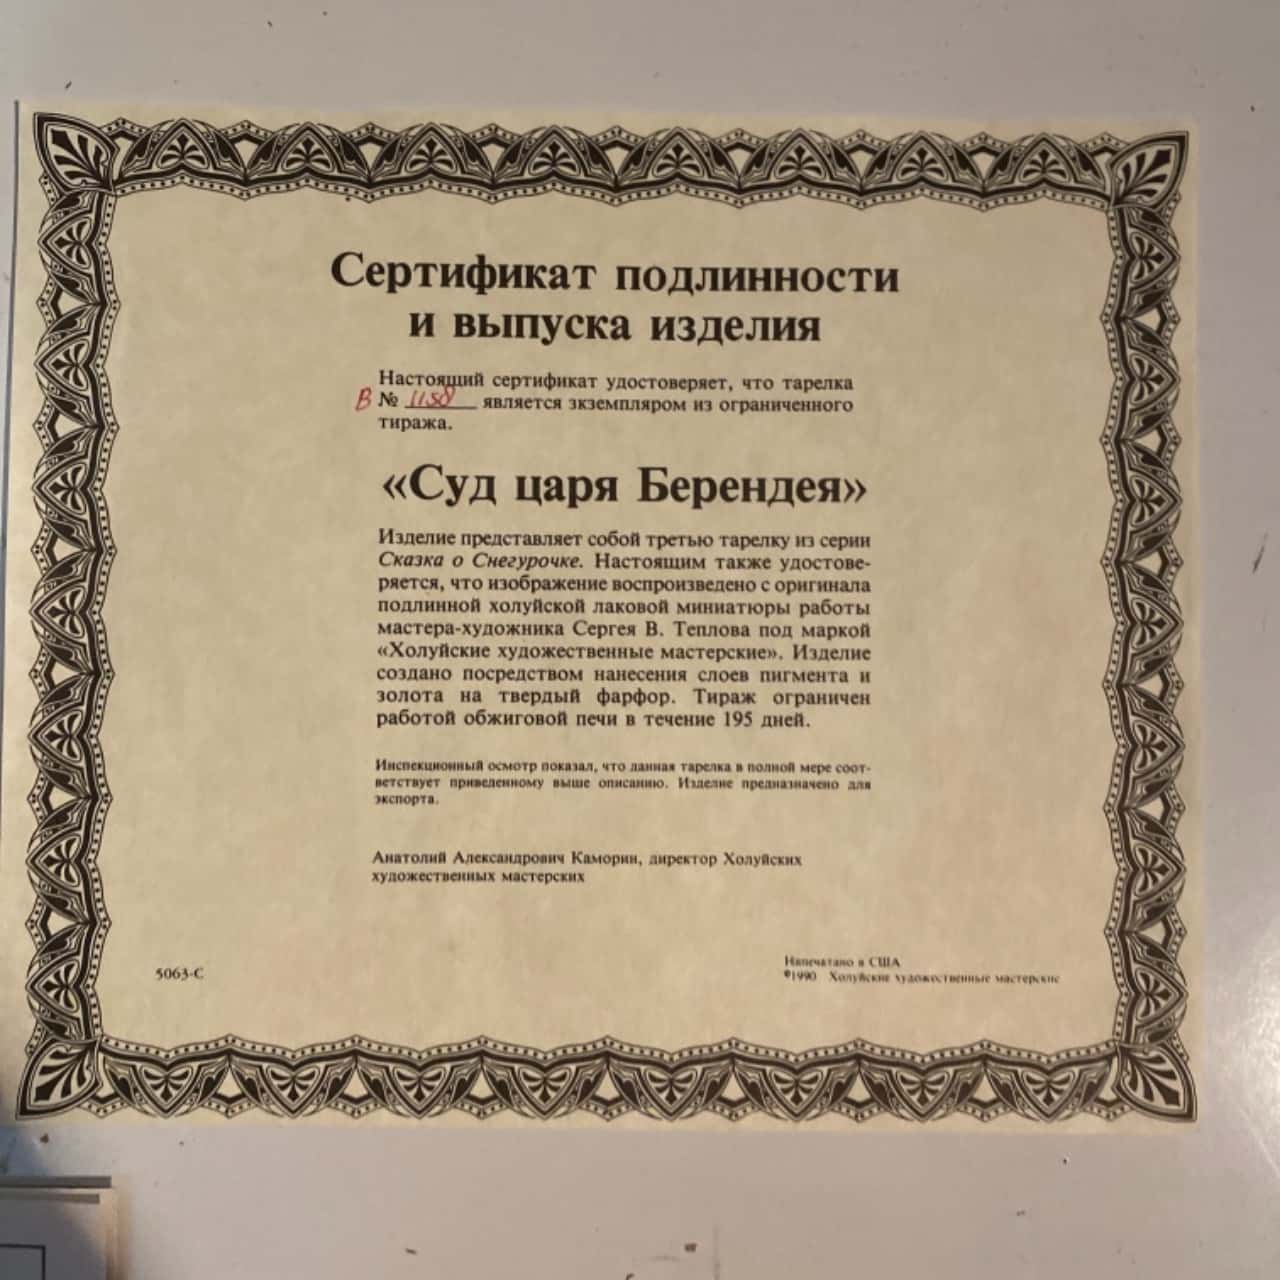 Сертификат подлинности
и выпуска изделия
Настоящий сертификат удостоверяет, что тарелка
В № 1158 является экземпляром из ограниченного
тиража.
«Суд царя Берендея»
Изделие представляет собой третью тарелку из серии
Сказка о Снегурочке. Настоящим также удостове-
ряется, что изображение воспроизведено с оригинала
подлинной холуйской лаковой миниатюры работы
мастера-художника Сергея В. Теплова под маркой
«Холуйские художественные мастерские». Изделие
создано посредством нанесения слоев пигмента и
золота на твердый фарфор. Тираж ограничен
работой обжиговой печи в течение 195 дней.
Инспекционный осмотр показал, что данная тарелка в полной мере соот-
ветствует приведенному выше описанию. Изделие предназначено для
экспорта.
Анатолий Александрович Каморин, директор Холуйских
художественных мастерских
5063-С
Напечатано в США
©1990 Холуйские художественные мастерские